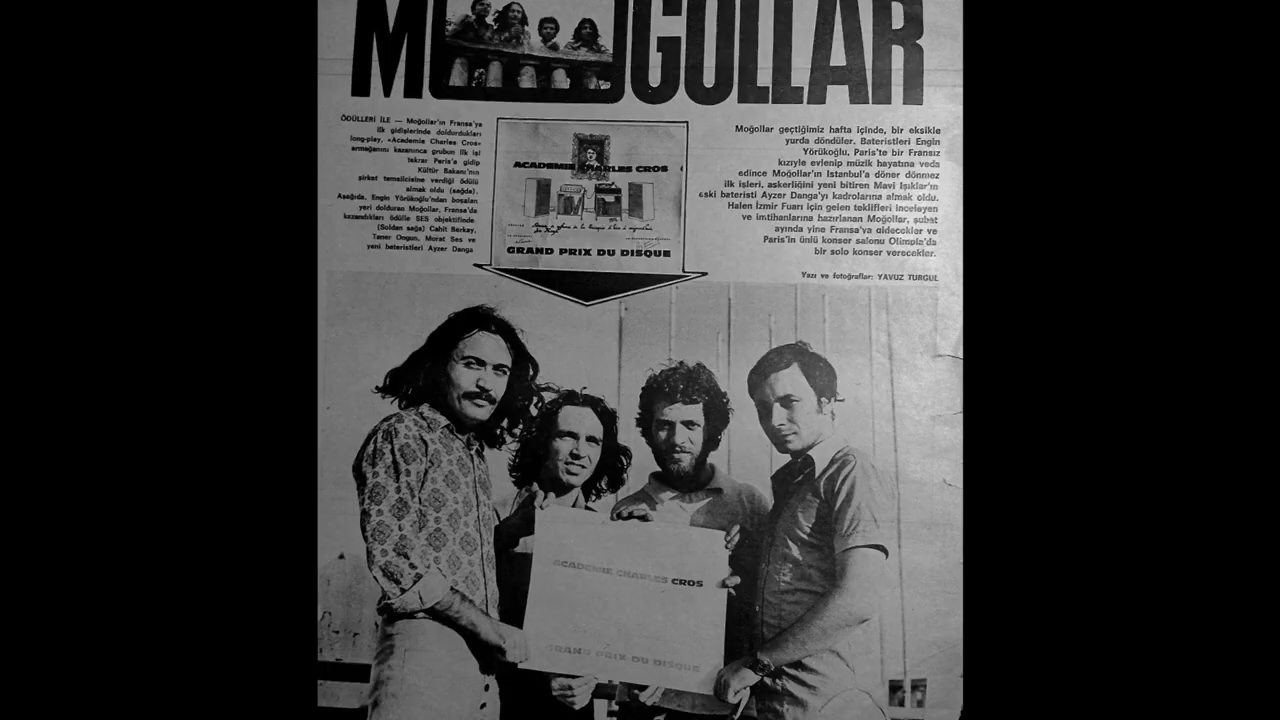 MOGOLLAR
ÖDÜLLERİ İLE — Moğollar'ın Fransa'ya
ilk gidişlerinde doldurdukları
long-play, «Academie Charles Cros»
armağanını kazanınca grubun ilk işi
tekrar Paris'e gidip
Kültür Bakanı'nın
şirket temsilcisine verdiği ödülü
almak oldu (sağda).
Aşağıda, Engin Yörükoğlu'ndan boşalan
yeri dolduran Moğollar, Fransa'da
kazandıkları ödülle SES objektifinde
(Soldan sağa) Cahit Berkay,
Taner Ongun, Murat Ses ve
yeni bateristleri Ayzer Danga
ACADEMIE CHARLES CROS
GRAND PRIX DU DISQUE
Moğollar geçtiğimiz hafta içinde, bir eksikle
yurda döndüler. Bateristleri Engin
Yörükoğlu, Paris'te bir Fransız
kızıyle evlenip müzik hayatına veda
edince Moğollar'ın İstanbul'a döner dönmez
ilk işleri, askerliğini yeni bitiren Mavi Işıklar'ın
eski bateristi Ayzer Danga'yı kadrolarına almak oldu.
Halen İzmir Fuarı için gelen teklifleri inceleyen
ve imtihanlarına hazırlanan Moğollar, şubat
ayında yine Fransa'ya gidecekler ve
Paris'in ünlü konser salonu Olimpia'da
bir solo konser verecekler.
Yazı ve fotoğraflar: YAVUZ TURGUL
ACADEMIE CHARLES CROS
GRAND PRIX DU DISQUE